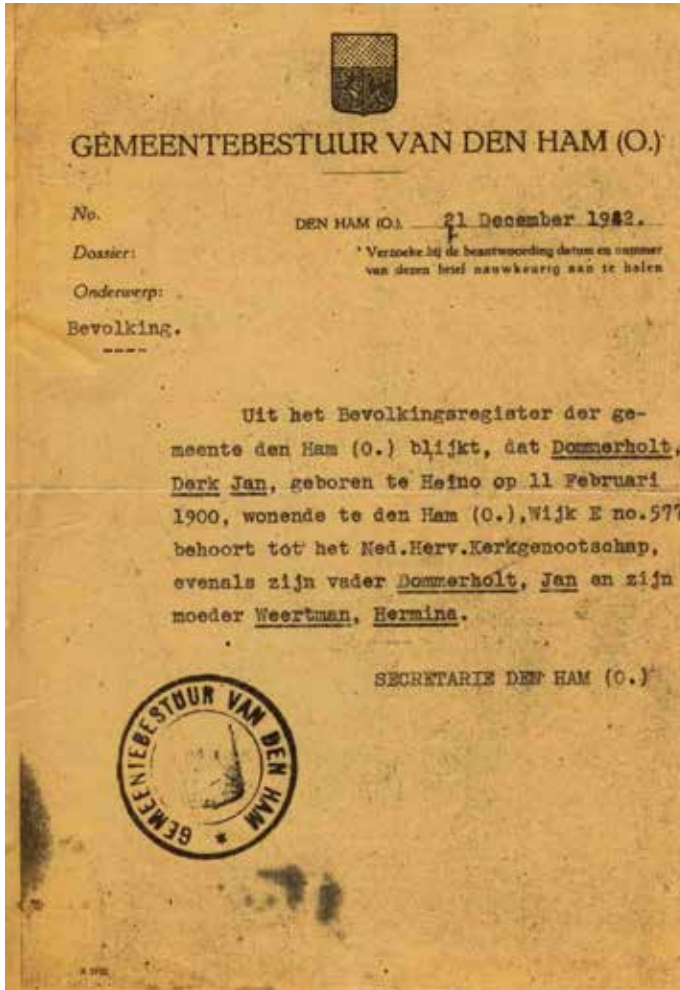 GEMEENTEBESTUUR VAN DEN HAM (O.)
No.
DEN HAM (O.), 21 December 1942.
Dossier:
* Verzoeke bij de beantwoording datum en nummer
van dezen brief nauwkeurig aan te halen
Onderwerp:
Bevolking.
----
Uit het Bevolkingsregister der ge-
meente den Ham (O.) blijkt, dat Dommerholt,
Derk Jan, geboren te Heino op 11 Februari
1900, wonende te den Ham (O.),Wijk E no.577
behoort tot het Ned.Herv.Kerkgenootschap,
evenals zijn vader Dommerholt, Jan en zijn
moeder Weertman, Hermina.
SECRETARIE DEN HAM (O.)
GEMEENTEBESTUUR VAN DEN HAM *